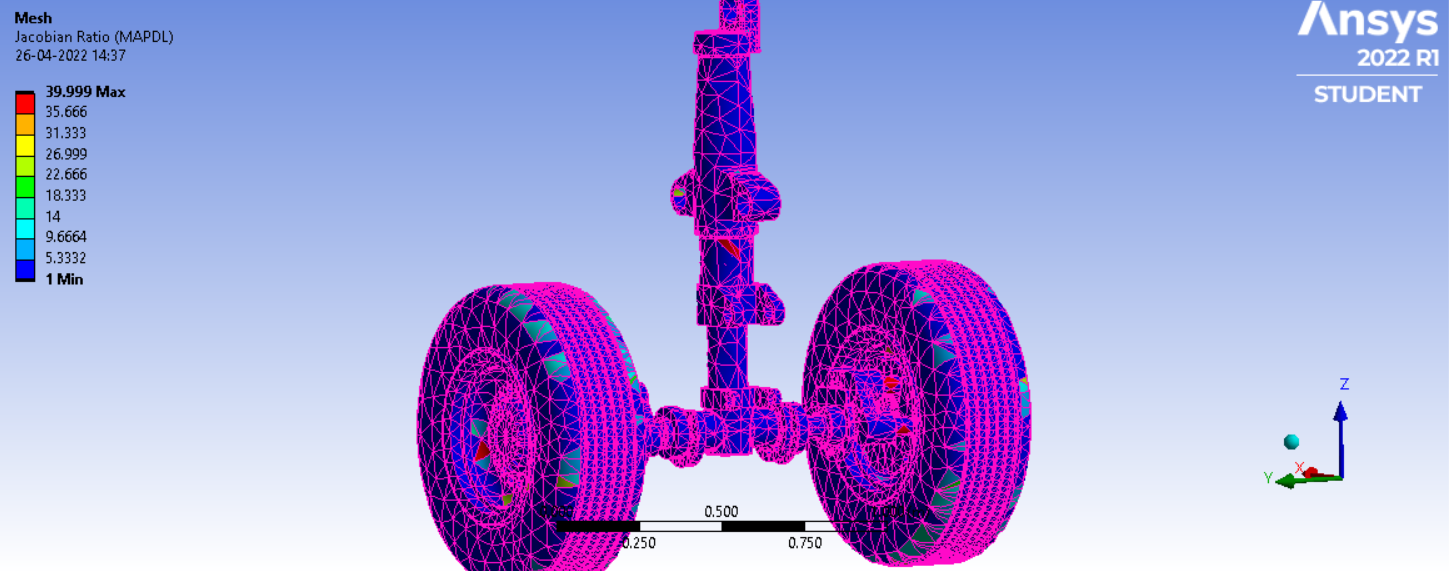 Mesh
Jacobian Ratio (MAPDL)
26-04-2022 14:37
39.999 Max
35.666
31.333
26.999
22.666
18.333
14
9.6664
5.3332
1 Min
Ansys
2022 R1
STUDENT
0.500
0.250
0.750
Z
Y
X